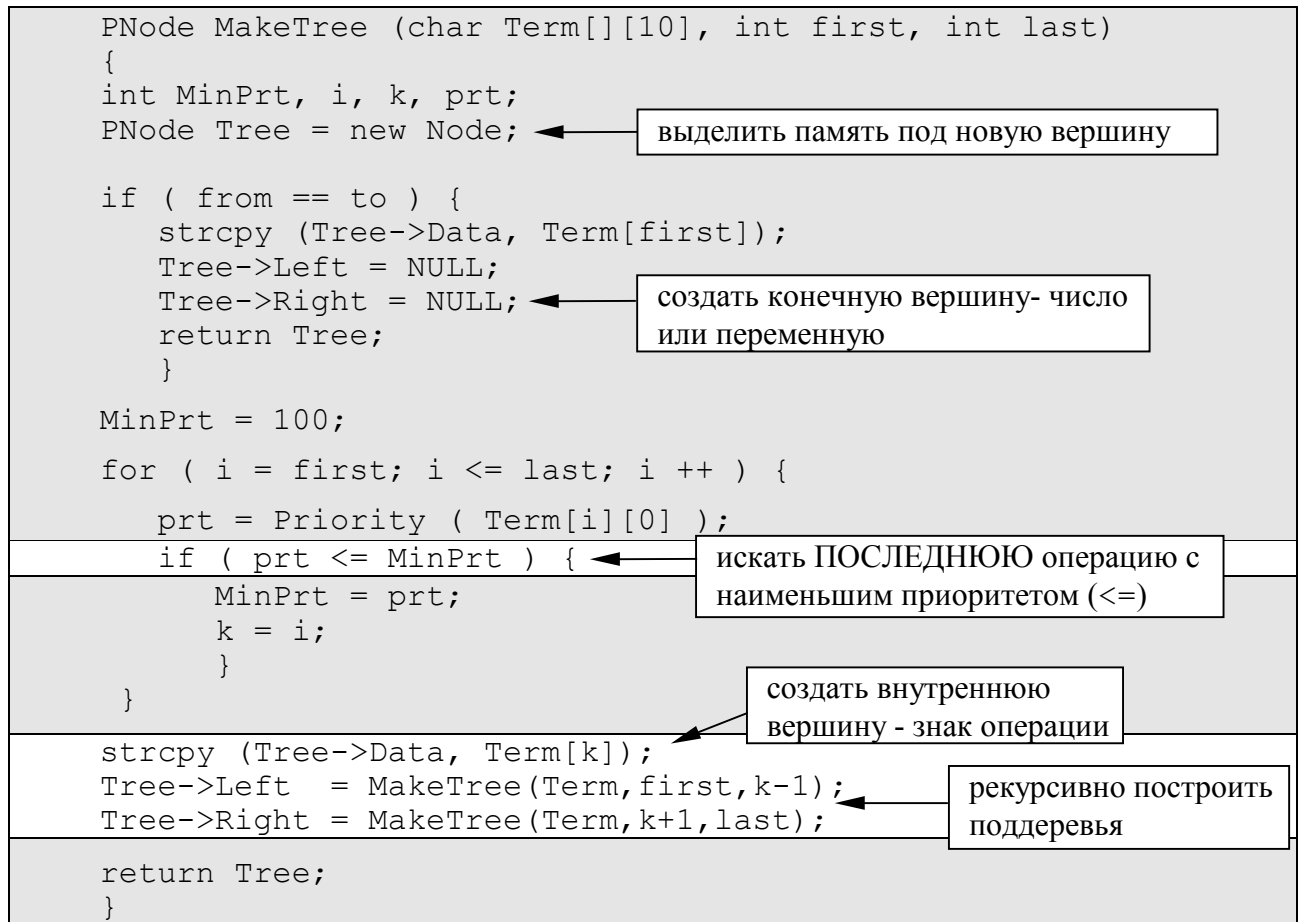 PNode MakeTree (char Term[][10], int first, int last)
{
int MinPrt, i, k, prt;
PNode Tree = new Node;
выделить память под новую вершину
if ( from == to ) {
strcpy (Tree->Data, Term[first]);
Tree->Left = NULL;
Tree->Right = NULL;
создать конечную вершину- число
или переменную
return Tree;
}
MinPrt = 100;
for ( i = first; i <= last; i ++ ) {
prt = Priority ( Term[i][0] );
if ( prt <= MinPrt ) {
искать ПОСЛЕДНЮЮ операцию с
наименьшим приоритетом (<=)
MinPrt = prt;
k = i;
}
}
создать внутреннюю
вершину - знак операции
strcpy (Tree->Data, Term[k]);
Tree->Left  = MakeTree(Term,first,k-1);
Tree->Right = MakeTree(Term,k+1,last);
рекурсивно построить
поддеревья
return Tree;
}